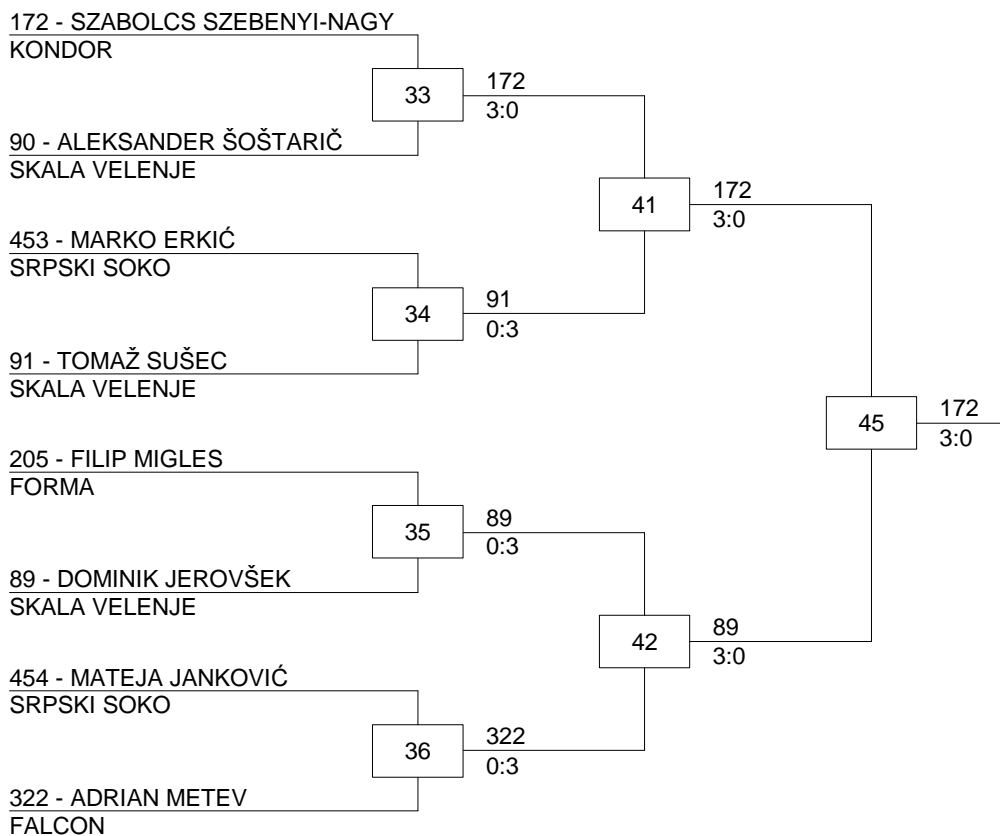 172 - SZABOLCS SZEBENYI-NAGY
KONDOR
33
172
3:0
90 - ALEKSANDER ŠOŠTARIČ
SKALA VELENJE
41
172
3:0
453 - MARKO ERKIĆ
SRPSKI SOKO
34
91
0:3
91 - TOMAŽ SUŠEC
SKALA VELENJE
45
172
3:0
205 - FILIP MIGLES
FORMA
35
89
0:3
89 - DOMINIK JEROVŠEK
SKALA VELENJE
42
89
3:0
454 - MATEJA JANKOVIĆ
SRPSKI SOKO
36
322
0:3
322 - ADRIAN METEV
FALCON